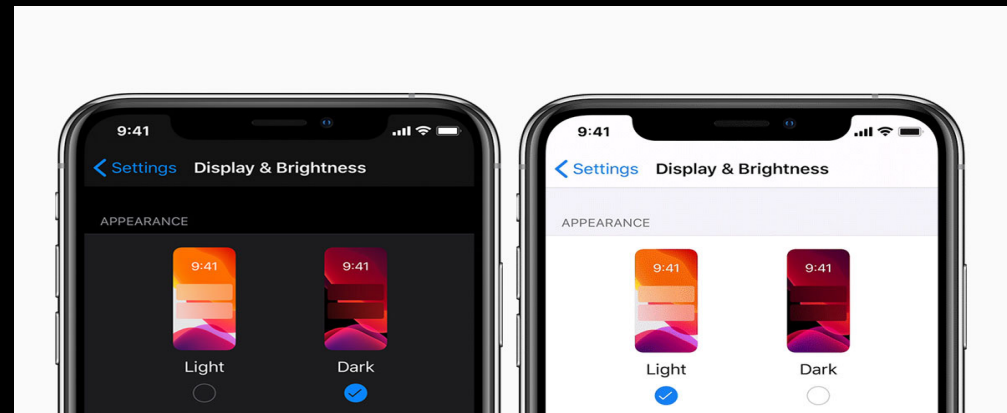 9:41
Settings Display & Brightness
APPEARANCE
9:41 9:41
Light Dark
9:41
Settings Display & Brightness
APPEARANCE
9:41 9:41
Light Dark